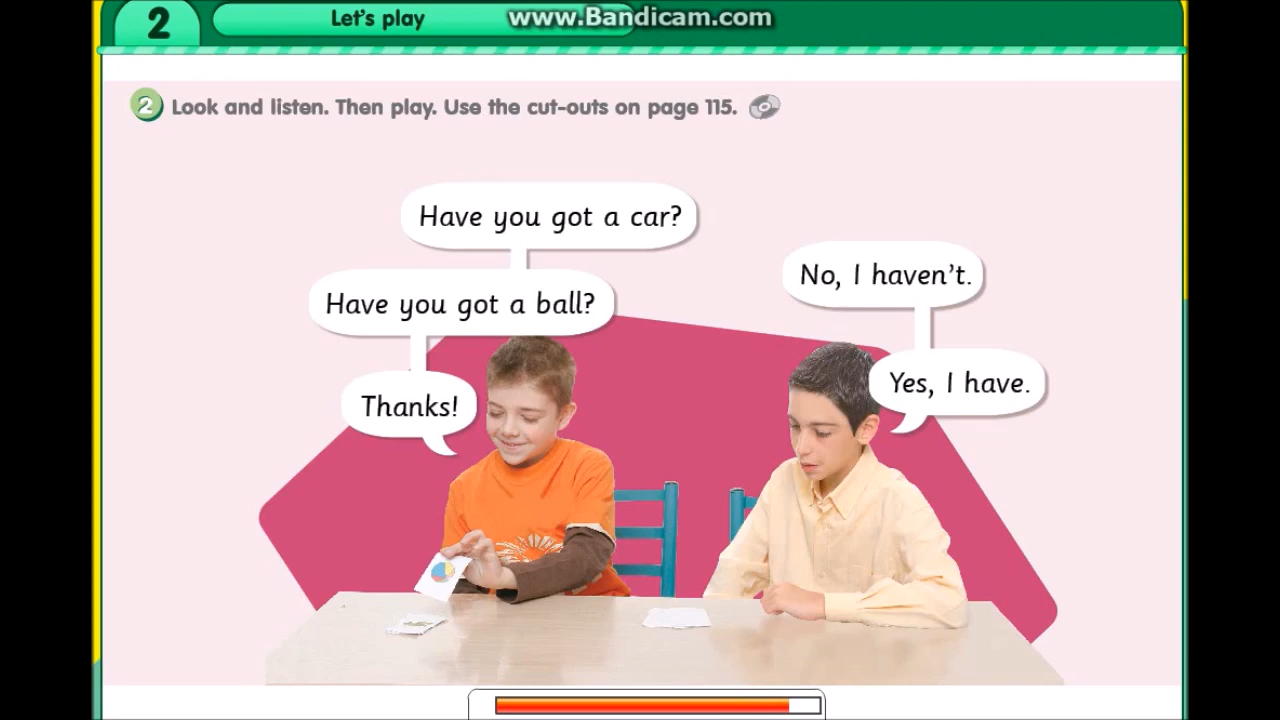 2
Let's play
www.Bandicam.com
2 Look and listen. Then play. Use the cut-outs on page 115.
Have you got a car?
No, I haven't.
Have you got a ball?
Yes, I have.
Thanks!